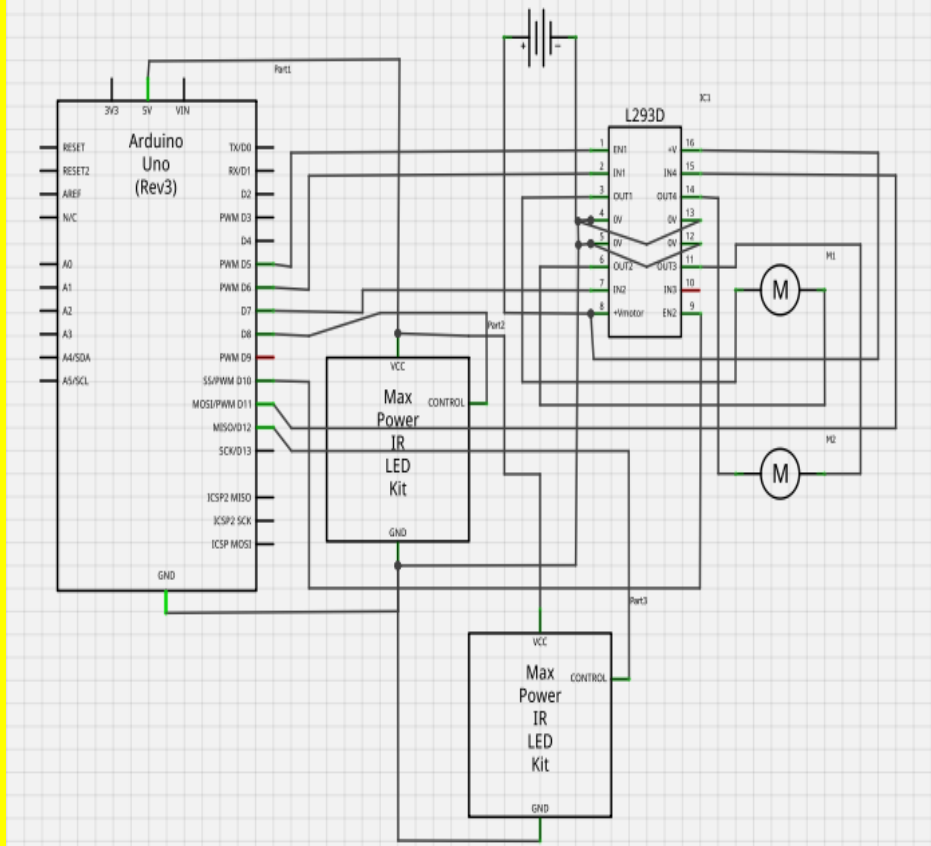 + −
Part1
IC1
L293D
3V3 5V VIN
Arduino
Uno
(Rev3)
RESET
RESET2
AREF
N/C
A0
A1
A2
A3
A4/SDA
A5/SCL
TX/D0
RX/D1
D2
PWM D3
D4
PWM D5
PWM D6
D7
D8
PWM D9
SS/PWM D10
MOSI/PWM D11
MISO/D12
SCK/D13
ICSP2 MISO
ICSP2 SCK
ICSP MOSI
GND
1 EN1 +V 16
2 IN1 IN4 15
3 OUT1 OUT4 14
4 0V 0V 13
5 0V 0V 12
6 OUT2 OUT3 11
7 IN2 IN3 10
8 +Vmotor EN2 9
M1
M
M2
M
Part2
VCC
Max
Power
IR
LED
Kit
CONTROL
GND
Part3
VCC
Max
Power
IR
LED
Kit
CONTROL
GND